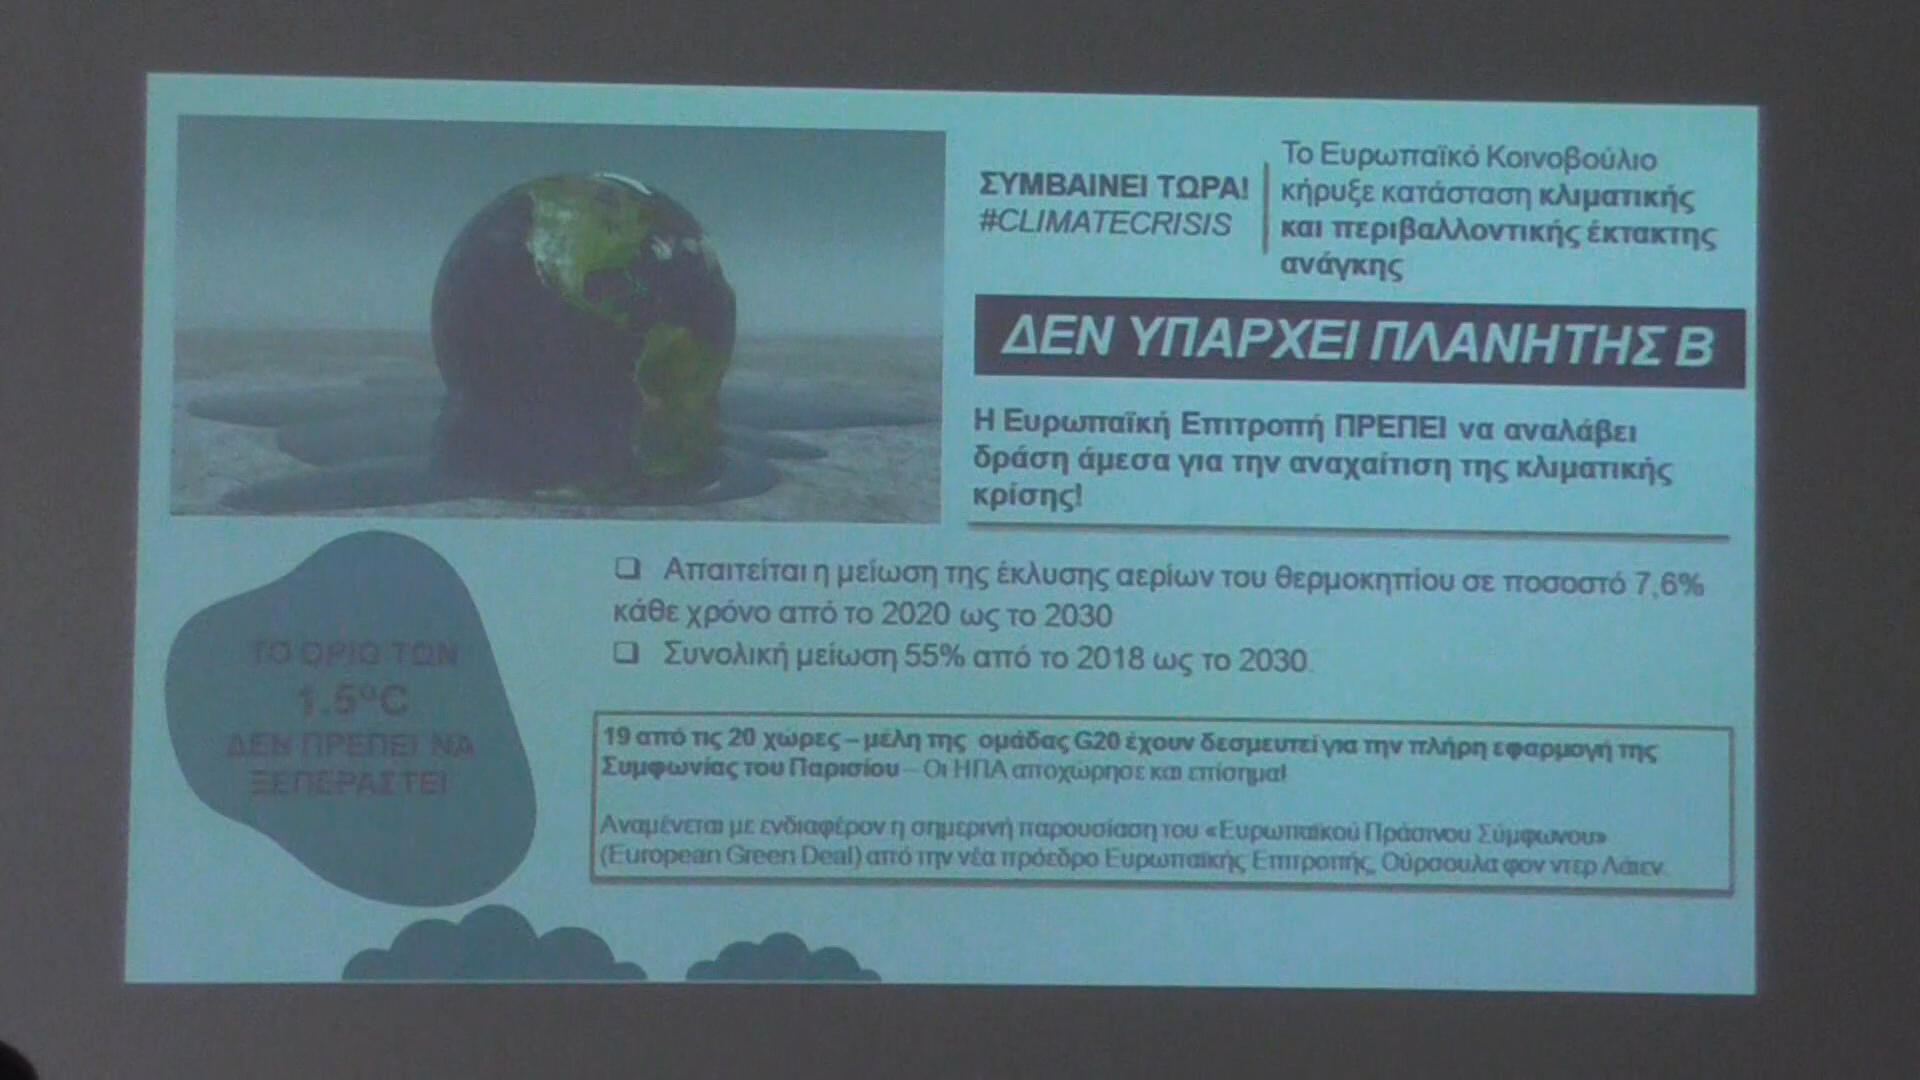 ΣΥΜΒΑΙΝΕΙ ΤΩΡΑ!
#CLIMATECRISIS
Το Ευρωπαϊκό Κοινοβούλιο
κήρυξε κατάσταση κλιματικής
και περιβαλλοντικής έκτακτης
ανάγκης
ΔΕΝ ΥΠΑΡΧΕΙ ΠΛΑΝΗΤΗΣ Β
Η Ευρωπαϊκή Επιτροπή ΠΡΕΠΕΙ να αναλάβει
δράση άμεσα για την αναχαίτιση της κλιματικής
κρίσης!
❑ Απαιτείται η μείωση της έκλυσης αερίων του θερμοκηπίου σε ποσοστό 7,6%
κάθε χρόνο από το 2020 ως το 2030
❑ Συνολική μείωση 55% από το 2018 ως το 2030.
ΤΟ ΟΡΙΟ ΤΩΝ
1.5°C
ΔΕΝ ΠΡΕΠΕΙ ΝΑ
ΞΕΠΕΡΑΣΤΕΙ
19 από τις 20 χώρες – μέλη της ομάδας G20 έχουν δεσμευτεί για την πλήρη εφαρμογή της
Συμφωνίας του Παρισίου – Οι ΗΠΑ αποχώρησε και επίσημα!
Αναμένεται με ενδιαφέρον η σημερινή παρουσίαση του «Ευρωπαϊκού Πράσινου Σύμφωνου»
(European Green Deal) από την νέα πρόεδρο Ευρωπαϊκής Επιτροπής, Ούρσουλα φον ντερ Λάιεν.